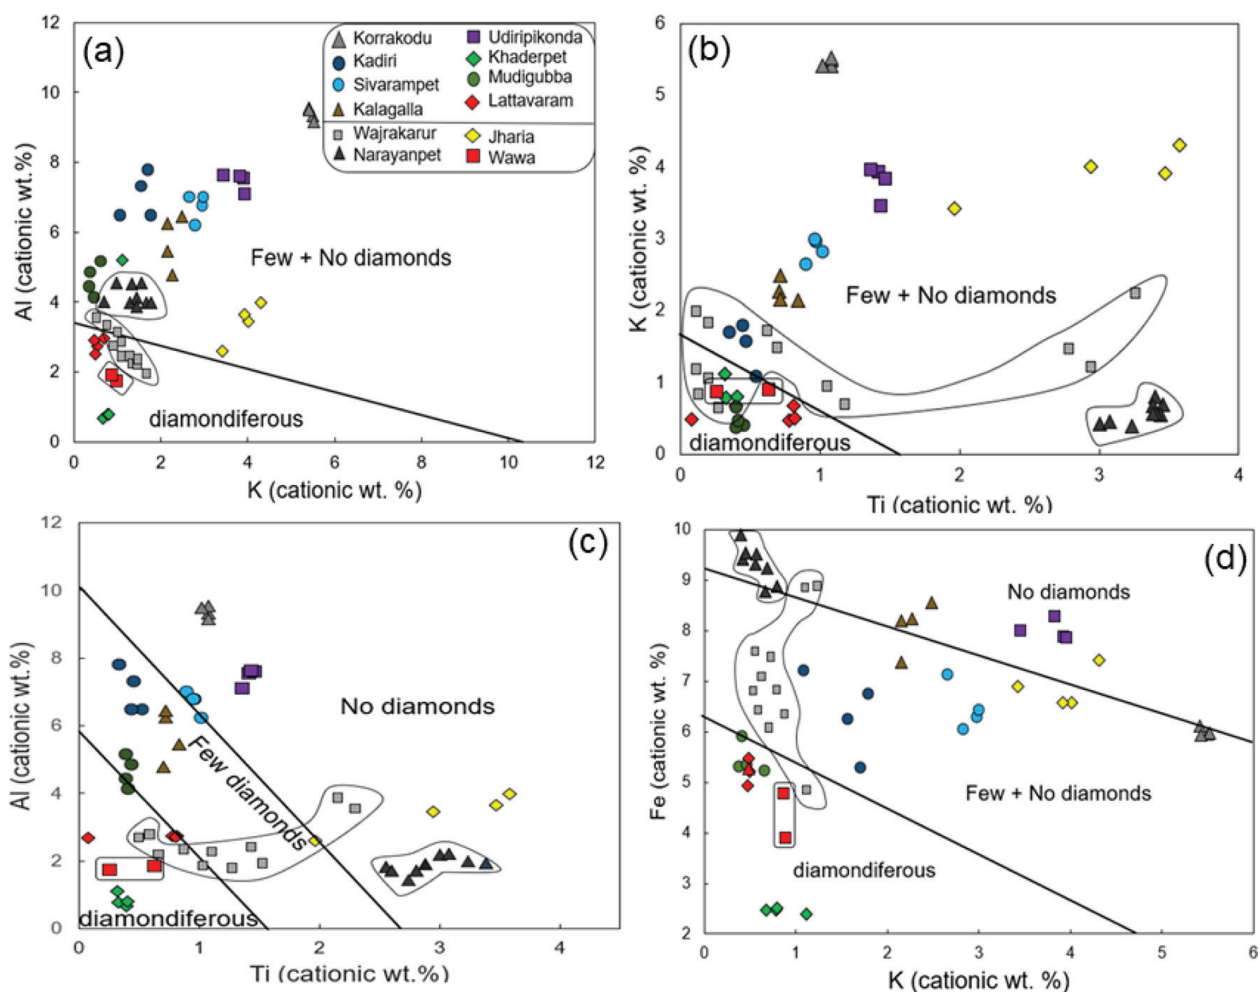 (a)
12
10
8
6
4
2
0
Al (cationic wt.%)
0 2 4 6 8 10 12
K (cationic wt. %)
Korrakodu
Kadiri
Sivarampet
Kalagalla
Wajrakarur
Narayanpet
Udiripikonda
Khaderpet
Mudigubba
Lattavaram
Jharia
Wawa
Few + No diamonds
diamondiferous
(b)
6
5
4
3
2
1
0
K (cationic wt. %)
0 1 2 3 4
Ti (cationic wt. %)
Few + No diamonds
diamondiferous
(c)
12
10
8
6
4
2
0
Al (cationic wt.%)
0 1 2 3 4
Ti (cationic wt.%)
No diamonds
Few diamonds
diamondiferous
(d)
10
9
8
7
6
5
4
3
2
Fe (cationic wt. %)
0 1 2 3 4 5 6
K (cationic wt. %)
No diamonds
Few + No diamonds
diamondiferous